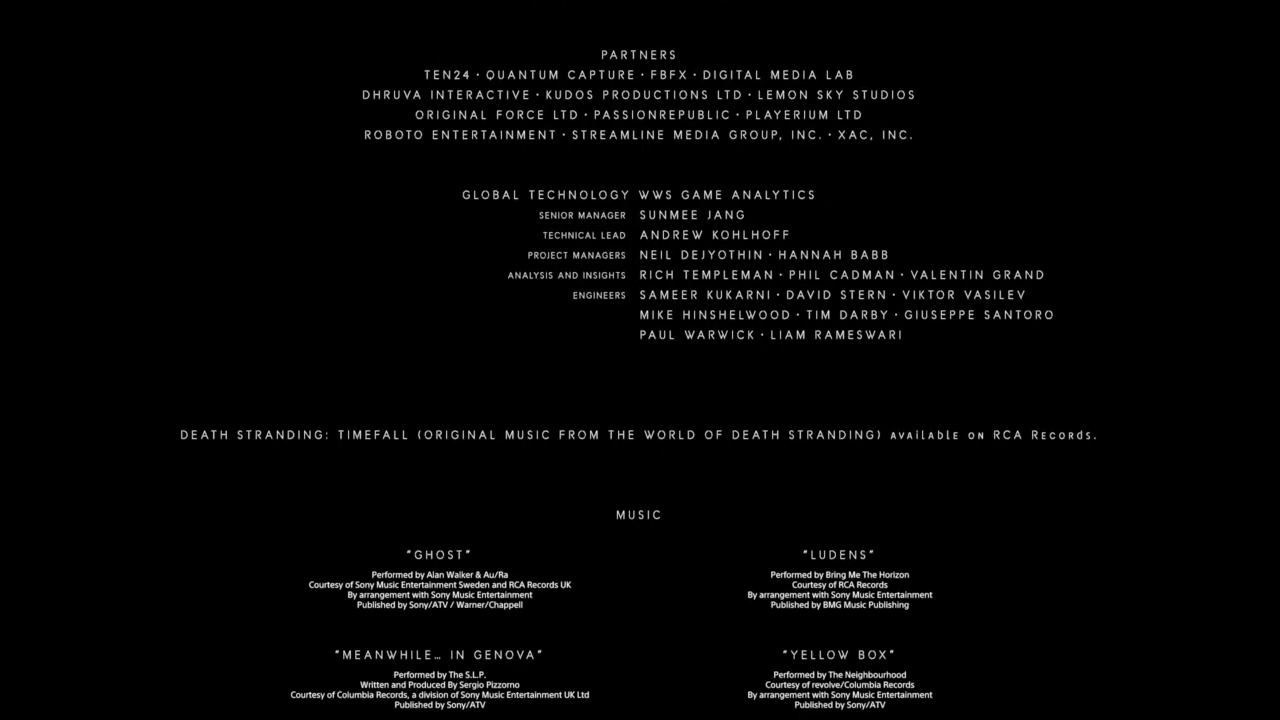 PARTNERS
TEN24 · QUANTUM CAPTURE · FBFX · DIGITAL MEDIA LAB
DHRUVA INTERACTIVE · KUDOS PRODUCTIONS LTD · LEMON SKY STUDIOS
ORIGINAL FORCE LTD · PASSIONREPUBLIC · PLAYERIUM LTD
ROBOTO ENTERTAINMENT · STREAMLINE MEDIA GROUP, INC. · XAC, INC.
GLOBAL TECHNOLOGY WWS GAME ANALYTICS
SENIOR MANAGER SUNMEE JANG
TECHNICAL LEAD ANDREW KOHLHOFF
PROJECT MANAGERS NEIL DEJYOTHIN · HANNAH BABB
ANALYSIS AND INSIGHTS RICH TEMPLEMAN · PHIL CADMAN · VALENTIN GRAND
ENGINEERS SAMEER KUKARNI · DAVID STERN · VIKTOR VASILEV
MIKE HINSHELWOOD · TIM DARBY · GIUSEPPE SANTORO
PAUL WARWICK · LIAM RAMESWARI
DEATH STRANDING: TIMEFALL (ORIGINAL MUSIC FROM THE WORLD OF DEATH STRANDING) available on RCA Records.
MUSIC
"GHOST"
Performed by Alan Walker & Au/Ra
Courtesy of Sony Music Entertainment Sweden and RCA Records UK
By arrangement with Sony Music Entertainment
Published by Sony/ATV / Warner/Chappell
"LUDENS"
Performed by Bring Me The Horizon
Courtesy of RCA Records
By arrangement with Sony Music Entertainment
Published by BMG Music Publishing
"MEANWHILE… IN GENOVA"
Performed by The S.L.P.
Written and Produced By Sergio Pizzorno
Courtesy of Columbia Records, a division of Sony Music Entertainment UK Ltd
Published by Sony/ATV
"YELLOW BOX"
Performed by The Neighbourhood
Courtesy of revolve/Columbia Records
By arrangement with Sony Music Entertainment
Published by Sony/ATV